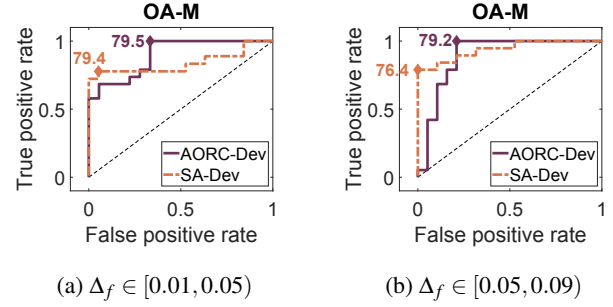 OA-M
OA-M
True positive rate
1
0.5
0
79.5
79.4
AORC-Dev
SA-Dev
0
0.5
1
False positive rate
True positive rate
1
0.5
0
79.2
76.4
AORC-Dev
SA-Dev
0
0.5
1
False positive rate
(a) Δ_f ∈ [0.01, 0.05)
(b) Δ_f ∈ [0.05, 0.09)